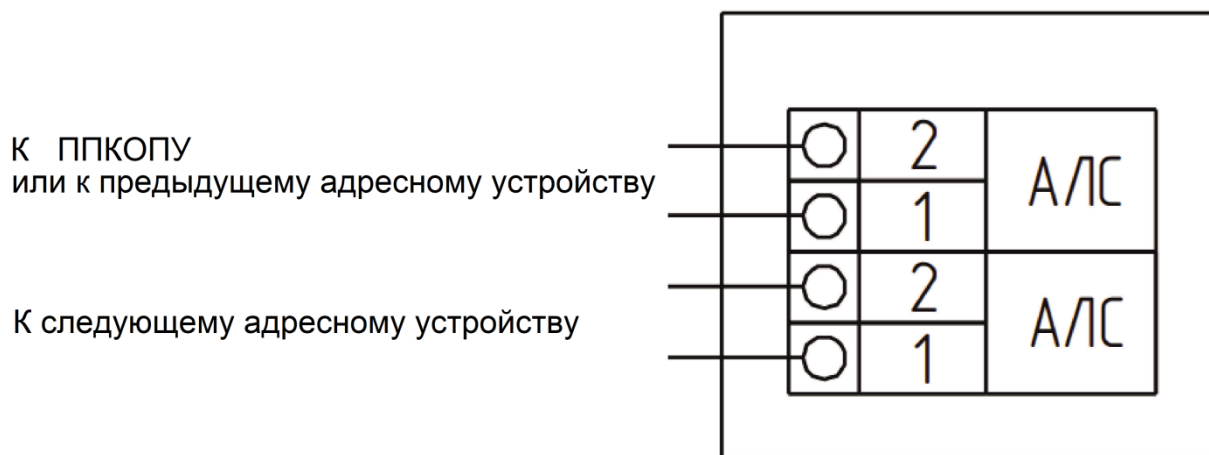 К ППКОПУ
или к предыдущему адресному устройству
К следующему адресному устройству
2
1
АЛС
2
1
АЛС